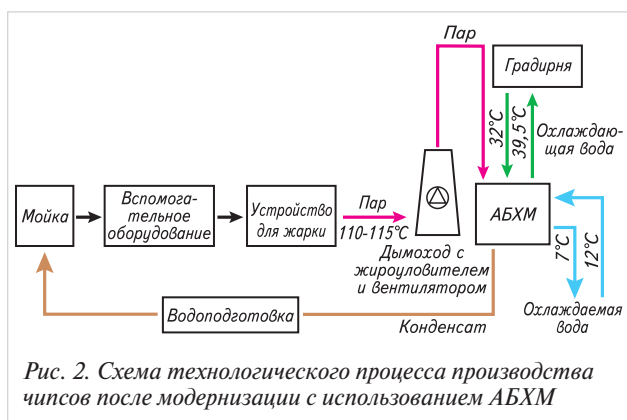 Пар
Градирня
32°C
39,5°C
Охлаждаю-
щая вода
Мойка
Вспомога-
тельное
оборудование
Устройство
для жарки
Пар
110-115°C
Дымоход с
жироуловителем
и вентилятором
АБХМ
7°C
12°C
Охлаждаемая
вода
Водоподготовка
Конденсат
Рис. 2. Схема технологического процесса производства
чипсов после модернизации с использованием АБХМ